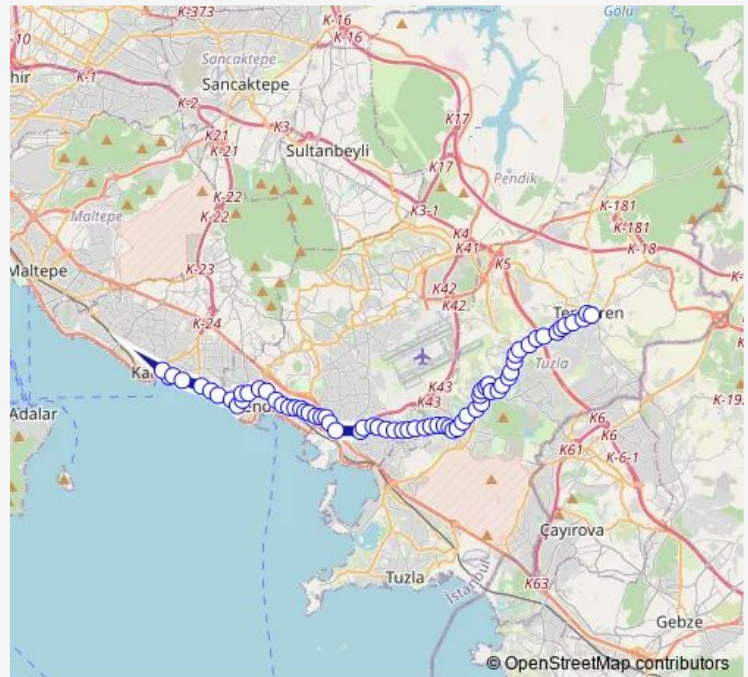 K-373
K-16
K-16
Gölü
10
hir
K-1
Sancaktepe
Sancaktepe
K-2
K3
K21
K-21
Sultanbeyli
K17
K17
Pendik
K-22
K-22
K3-1
K-181
K-181
K-18
Maltepe
K4
K41
K5
K-23
Maltepe
K42
K42
K-24
Tuzla
K43
K43
K-19
Adalar
K6
K6
K61
K-6-1
Çayırova
Tuzla
İstanbul
K63
Gebze
© OpenStreetMap contributors